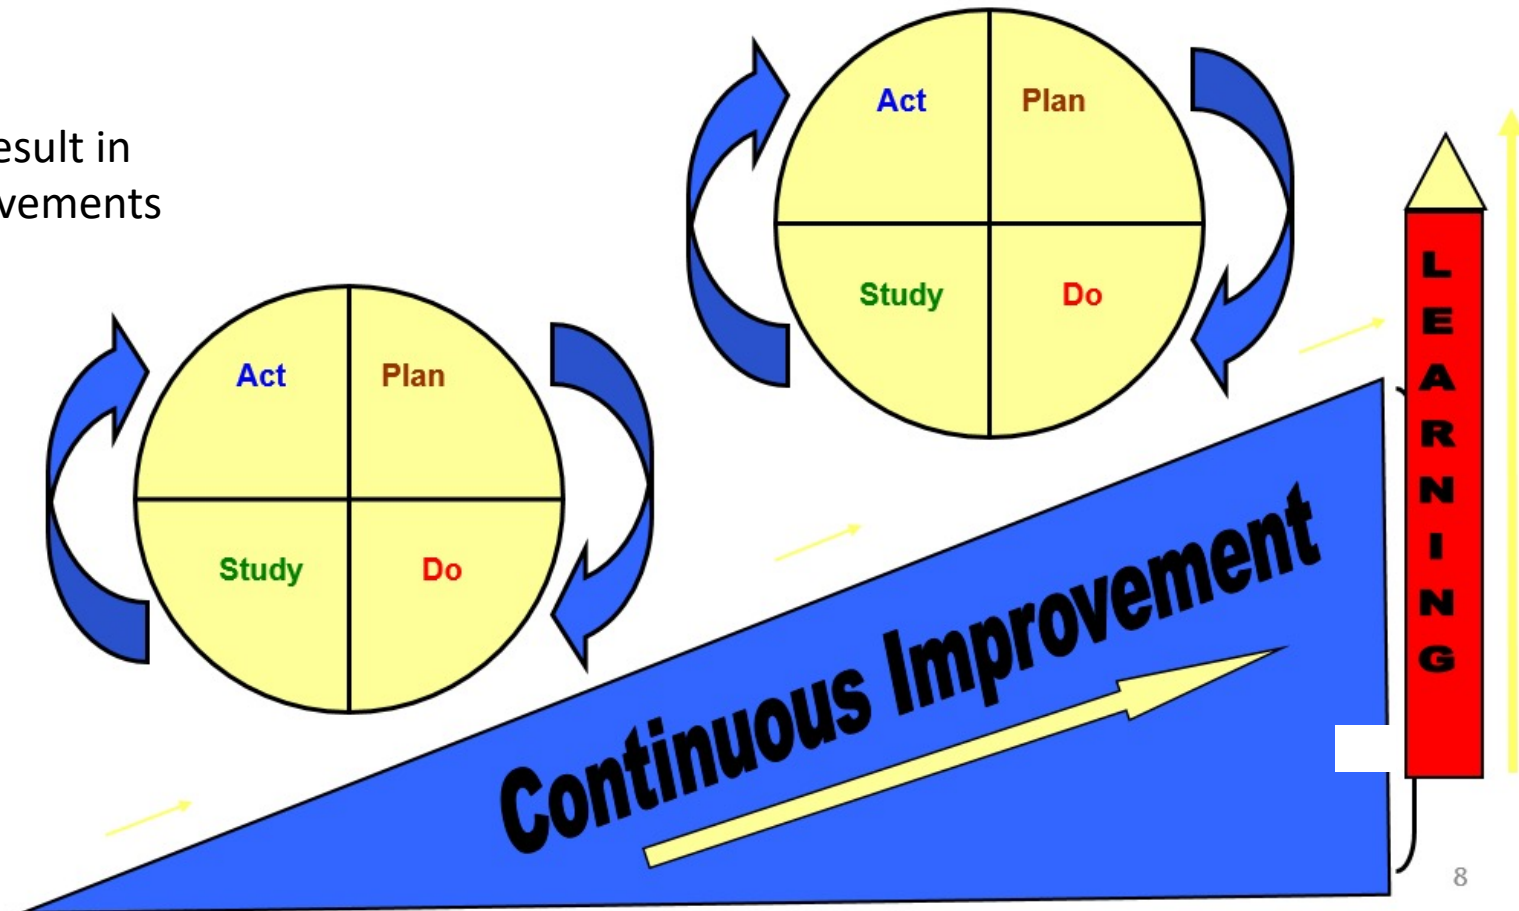 esult in
vements
Act
Plan
Study
Do
Act
Plan
Study
Do
Continuous Improvement
LEARNING
8